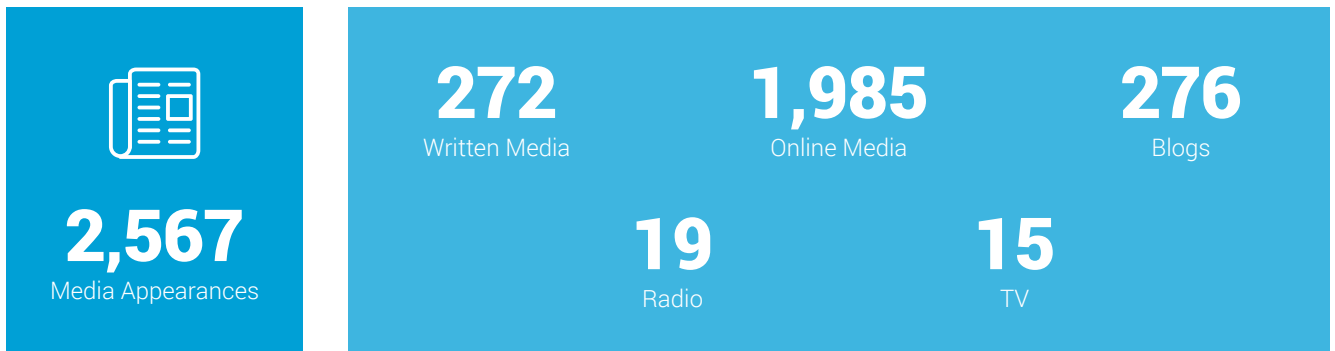 2,567
Media Appearances
272
Written Media
1,985
Online Media
276
Blogs
19
Radio
15
TV